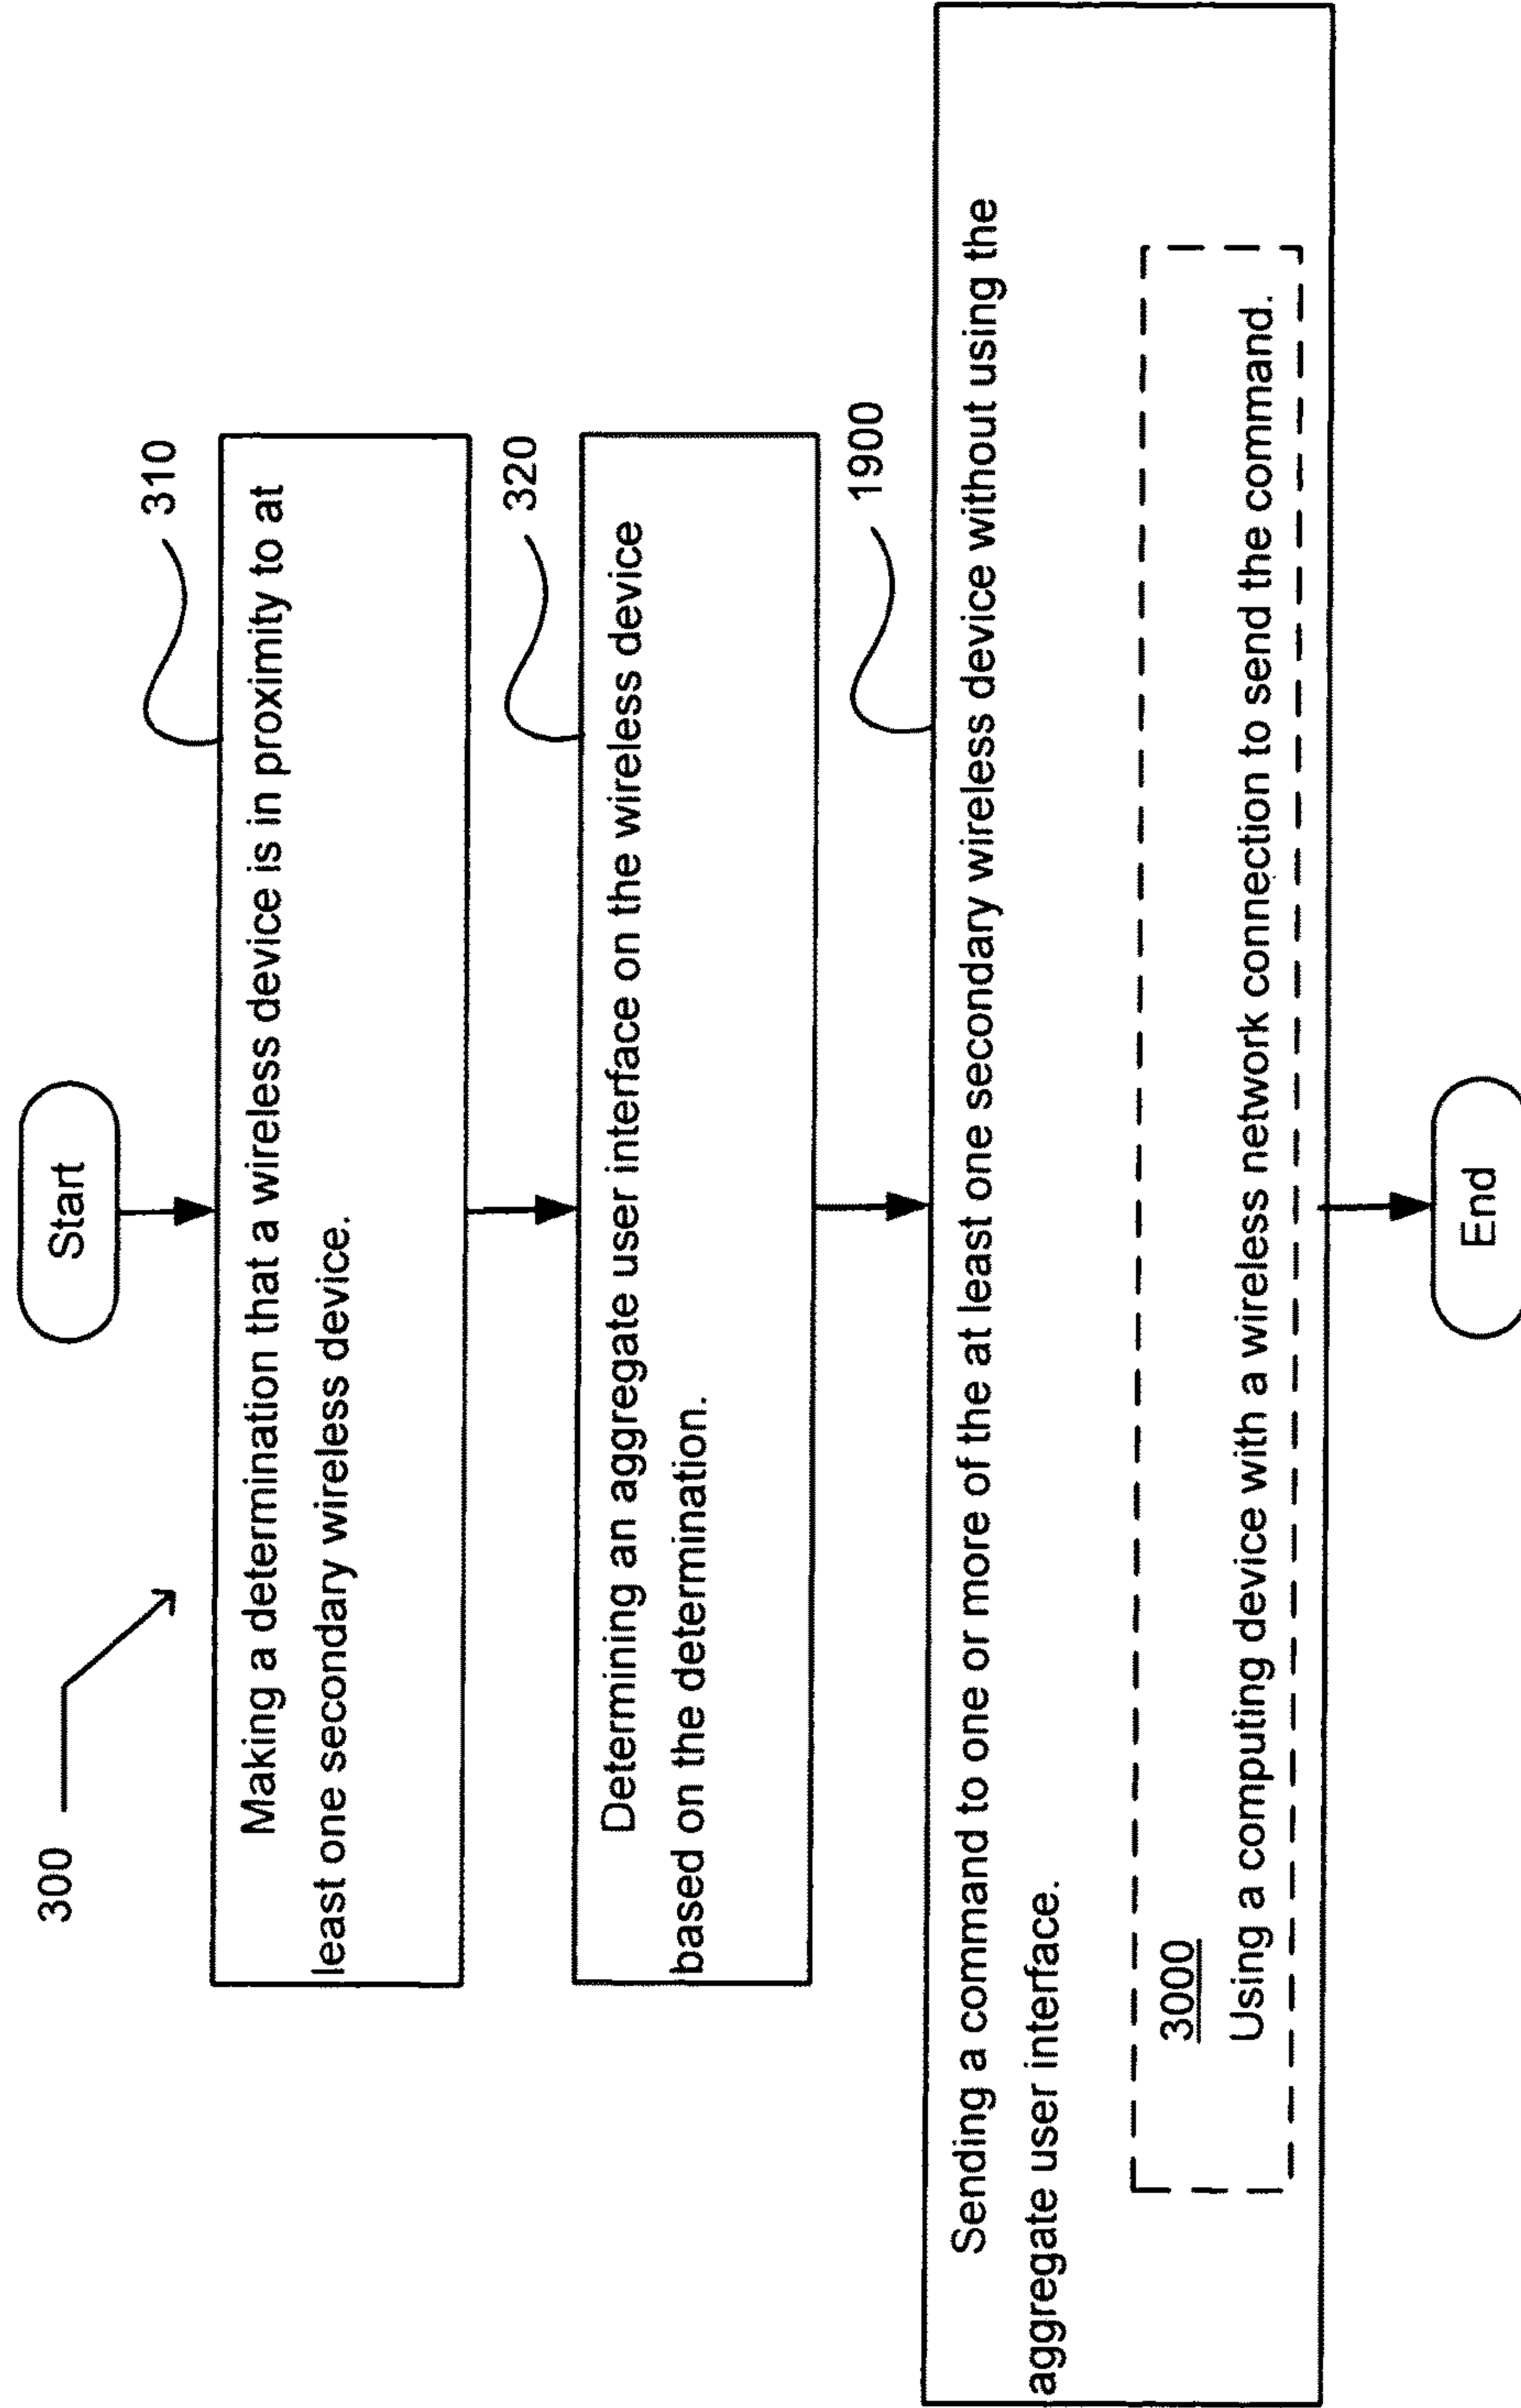 300
Start
310
Making a determination that a wireless device is in proximity to at
least one secondary wireless device.
320
Determining an aggregate user interface on the wireless device
based on the determination.
1900
Sending a command to one or more of the at least one secondary wireless device without using the
aggregate user interface.
3000
Using a computing device with a wireless network connection to send the command.
End